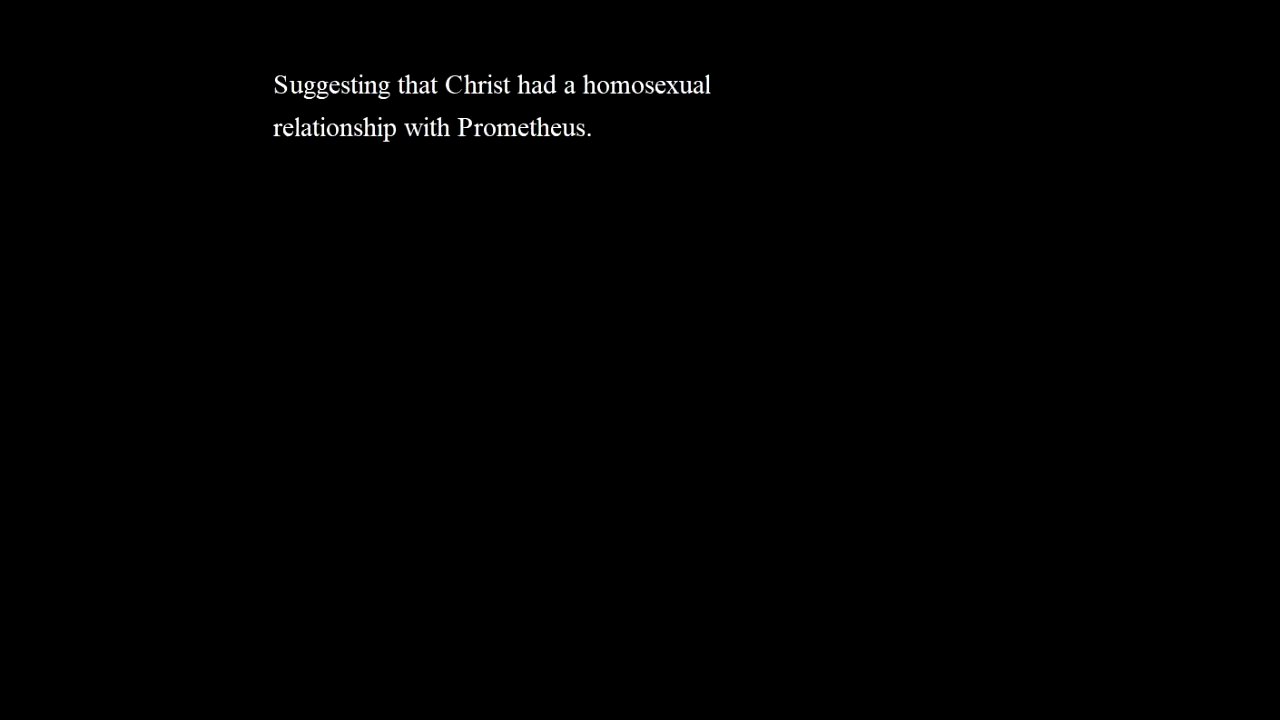 Suggesting that Christ had a homosexual
relationship with Prometheus.